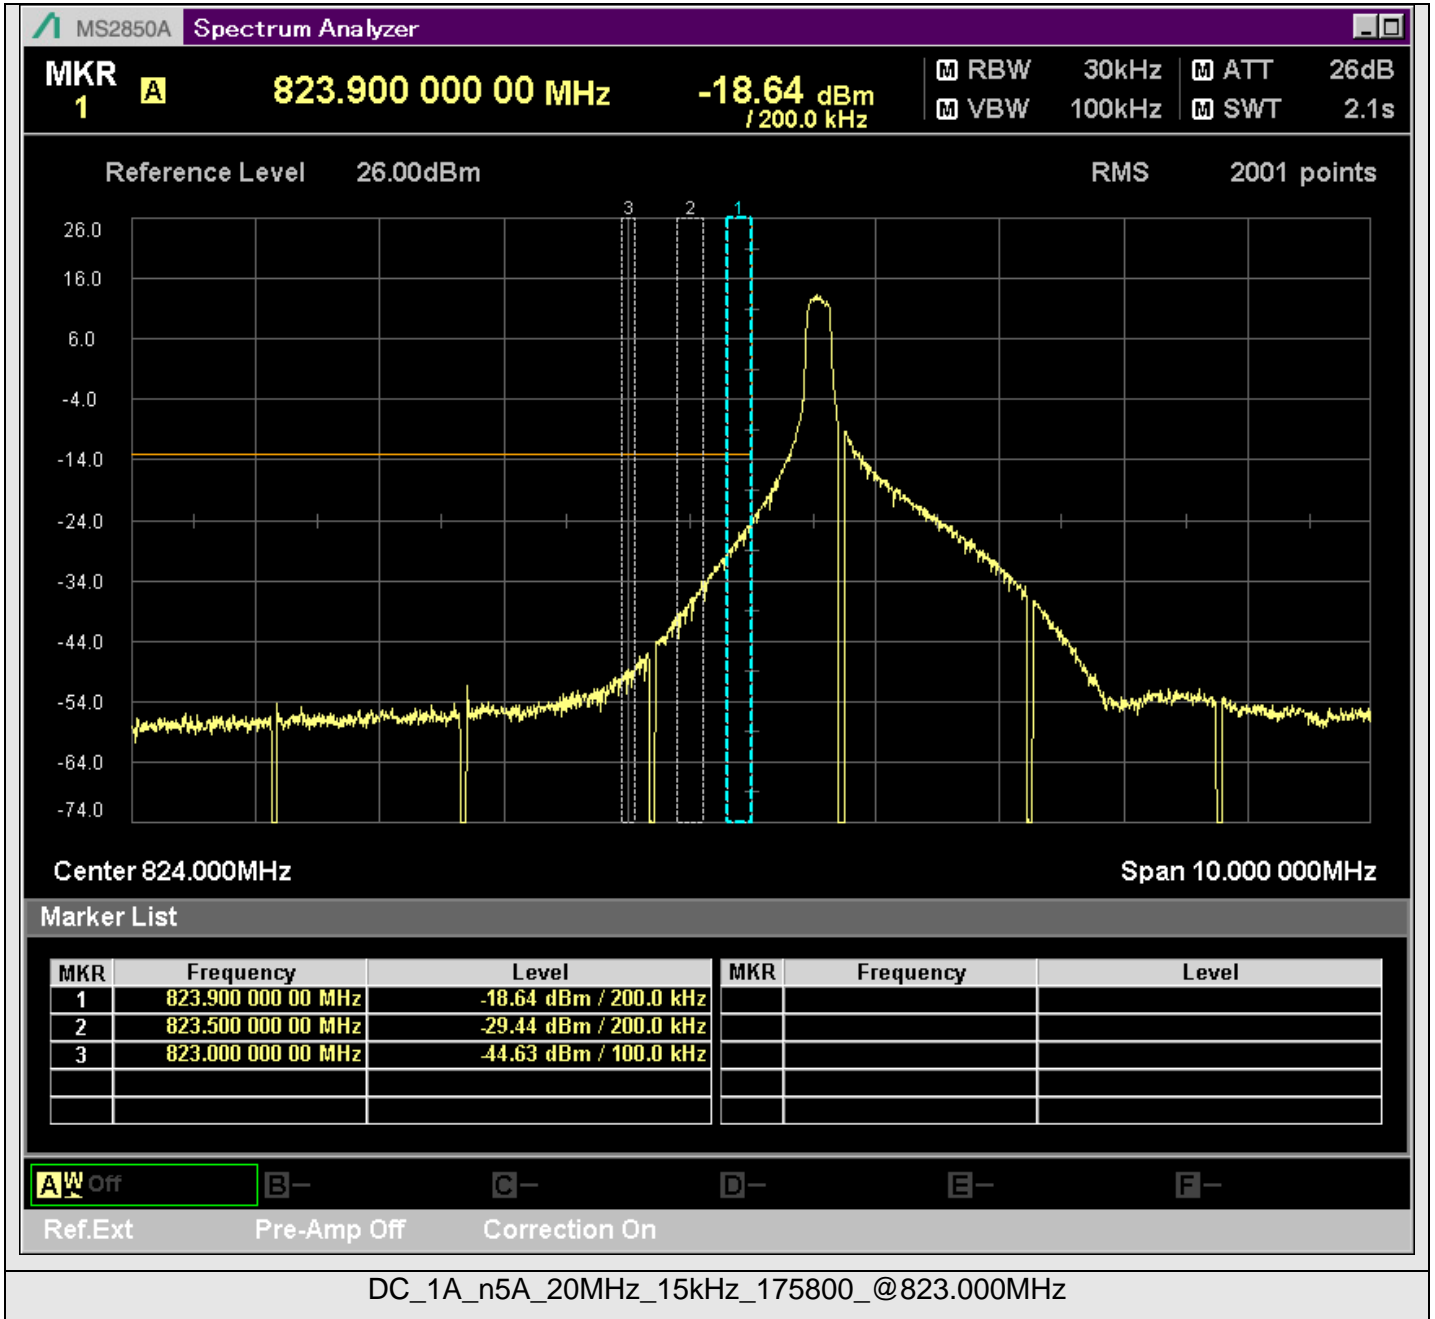 MS2850A Spectrum Analyzer
MKR 1 A 823.900 000 00 MHz -18.64 dBm / 200.0 kHz
M RBW 30kHz M ATT 26dB
M VBW 100kHz M SWT 2.1s
Reference Level 26.00dBm RMS 2001 points
3 2 1
26.0
16.0
6.0
-4.0
-14.0
-24.0
-34.0
-44.0
-54.0
-64.0
-74.0
Center 824.000MHz Span 10.000 000MHz
Marker List
MKR Frequency Level MKR Frequency Level
1 823.900 000 00 MHz -18.64 dBm / 200.0 kHz
2 823.500 000 00 MHz -29.44 dBm / 200.0 kHz
3 823.000 000 00 MHz -44.63 dBm / 100.0 kHz
A W Off B - C - D - E - F -
Ref.Ext Pre-Amp Off Correction On
DC_1A_n5A_20MHz_15kHz_175800_@823.000MHz